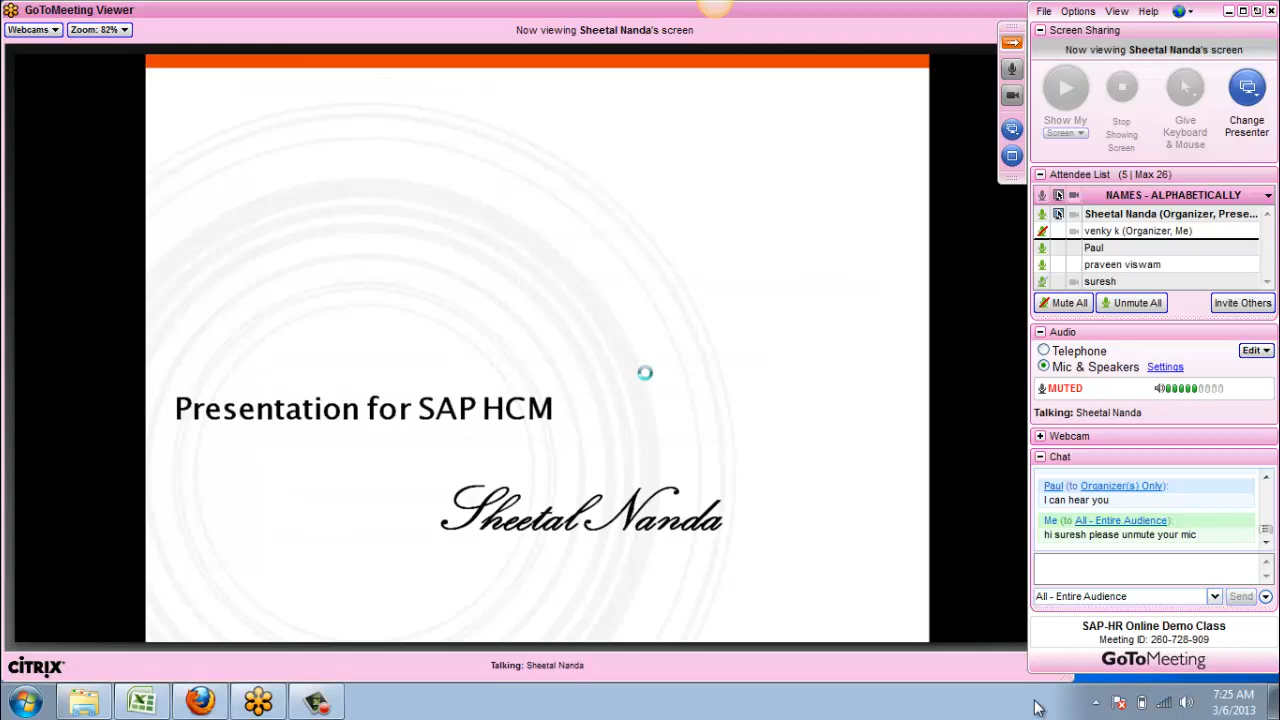 GoToMeeting Viewer
Webcams
Zoom: 82%
Now viewing Sheetal Nanda's screen
Presentation for SAP HCM
Sheetal Nanda
CITRIX
Talking: Sheetal Nanda
File Options View Help
Screen Sharing
Now viewing Sheetal Nanda's screen
Show My
Screen
Stop
Showing
Screen
Give
Keyboard
& Mouse
Change
Presenter
Attendee List (5 | Max 26)
NAMES - ALPHABETICALLY
Sheetal Nanda (Organizer, Prese...
venky k (Organizer, Me)
Paul
praveen viswam
suresh
Mute All
Unmute All
Invite Others
Audio
Telephone
Edit
Mic & Speakers Settings
MUTED
Talking: Sheetal Nanda
Webcam
Chat
Paul (to Organizer(s) Only):
I can hear you
Me (to All - Entire Audience):
hi suresh please unmute your mic
All - Entire Audience
Send
SAP-HR Online Demo Class
Meeting ID: 260-728-909
GoToMeeting
7:25 AM
3/6/2013